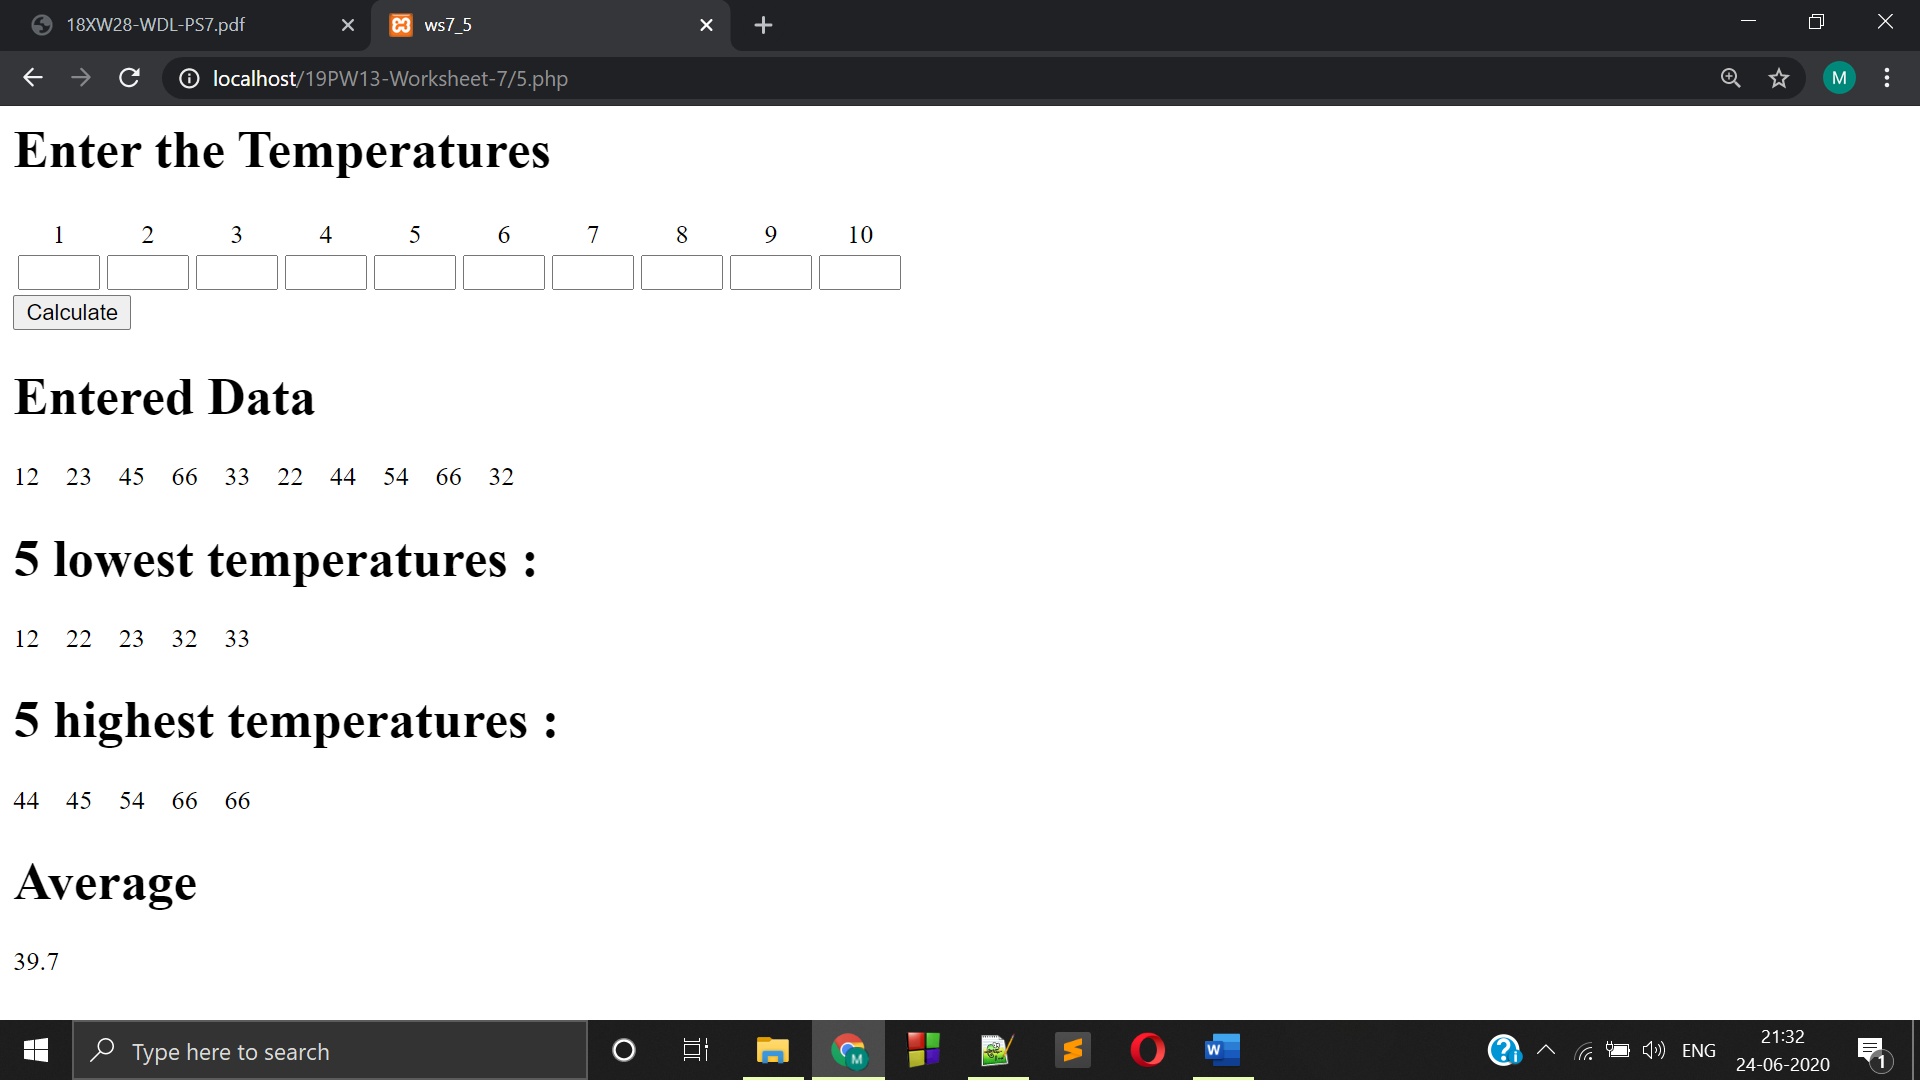 18XW28-WDL-PS7.pdf
ws7_5
localhost/19PW13-Worksheet-7/5.php
M
Enter the Temperatures
1 2 3 4 5 6 7 8 9 10
Calculate
Entered Data
12 23 45 66 33 22 44 54 66 32
5 lowest temperatures :
12 22 23 32 33
5 highest temperatures :
44 45 54 66 66
Average
39.7
Type here to search
M
W
ENG
21:32
24-06-2020
1